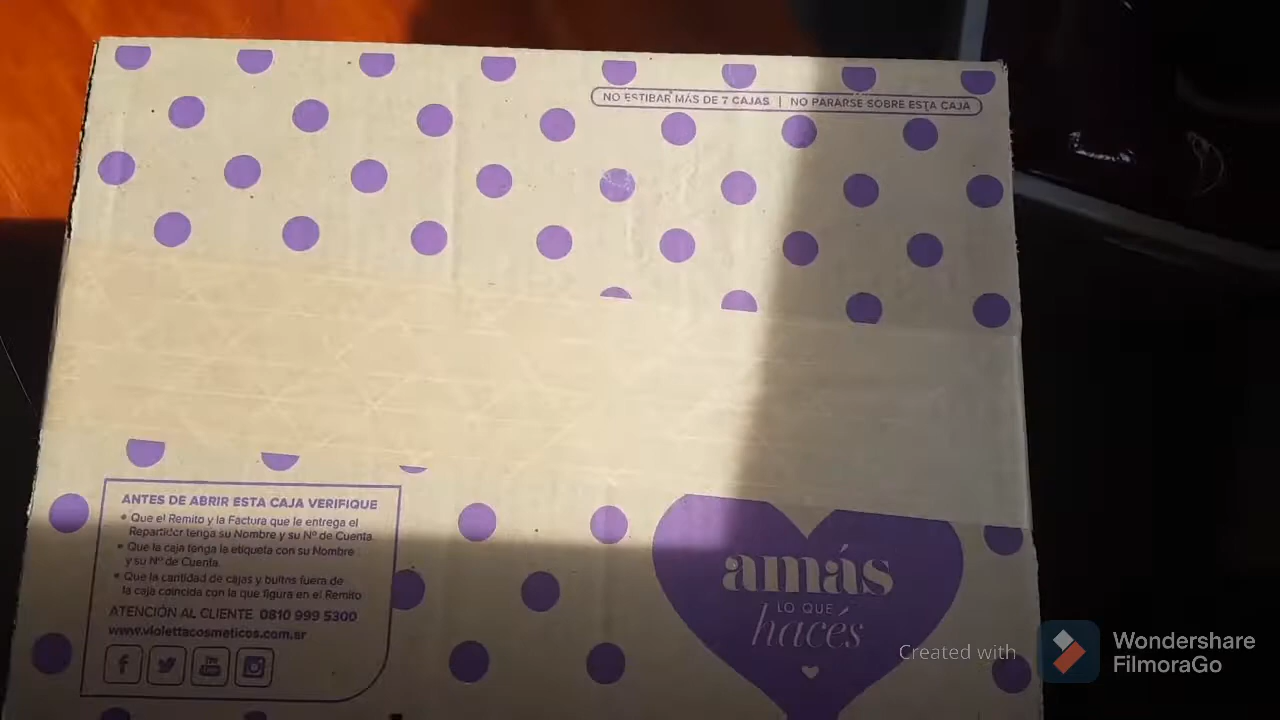 NO ESTIBAR MÁS DE 7 CAJAS | NO PARARSE SOBRE ESTA CAJA
ANTES DE ABRIR ESTA CAJA VERIFIQUE
• Que el Remito y la Factura que le entrega el
Repartidor tenga su Nombre y su Nº de Cuenta.
• Que la caja tenga la etiqueta con su Nombre
y su Nº de Cuenta.
• Que la cantidad de cajas y bultos fuera de
la caja coincida con la que figura en el Remito
ATENCIÓN AL CLIENTE 0810 999 5300
www.violettacosmeticos.com.ar
f
You
Tube
amás
LO QUE
hacés
Created with
Wondershare
FilmoraGo